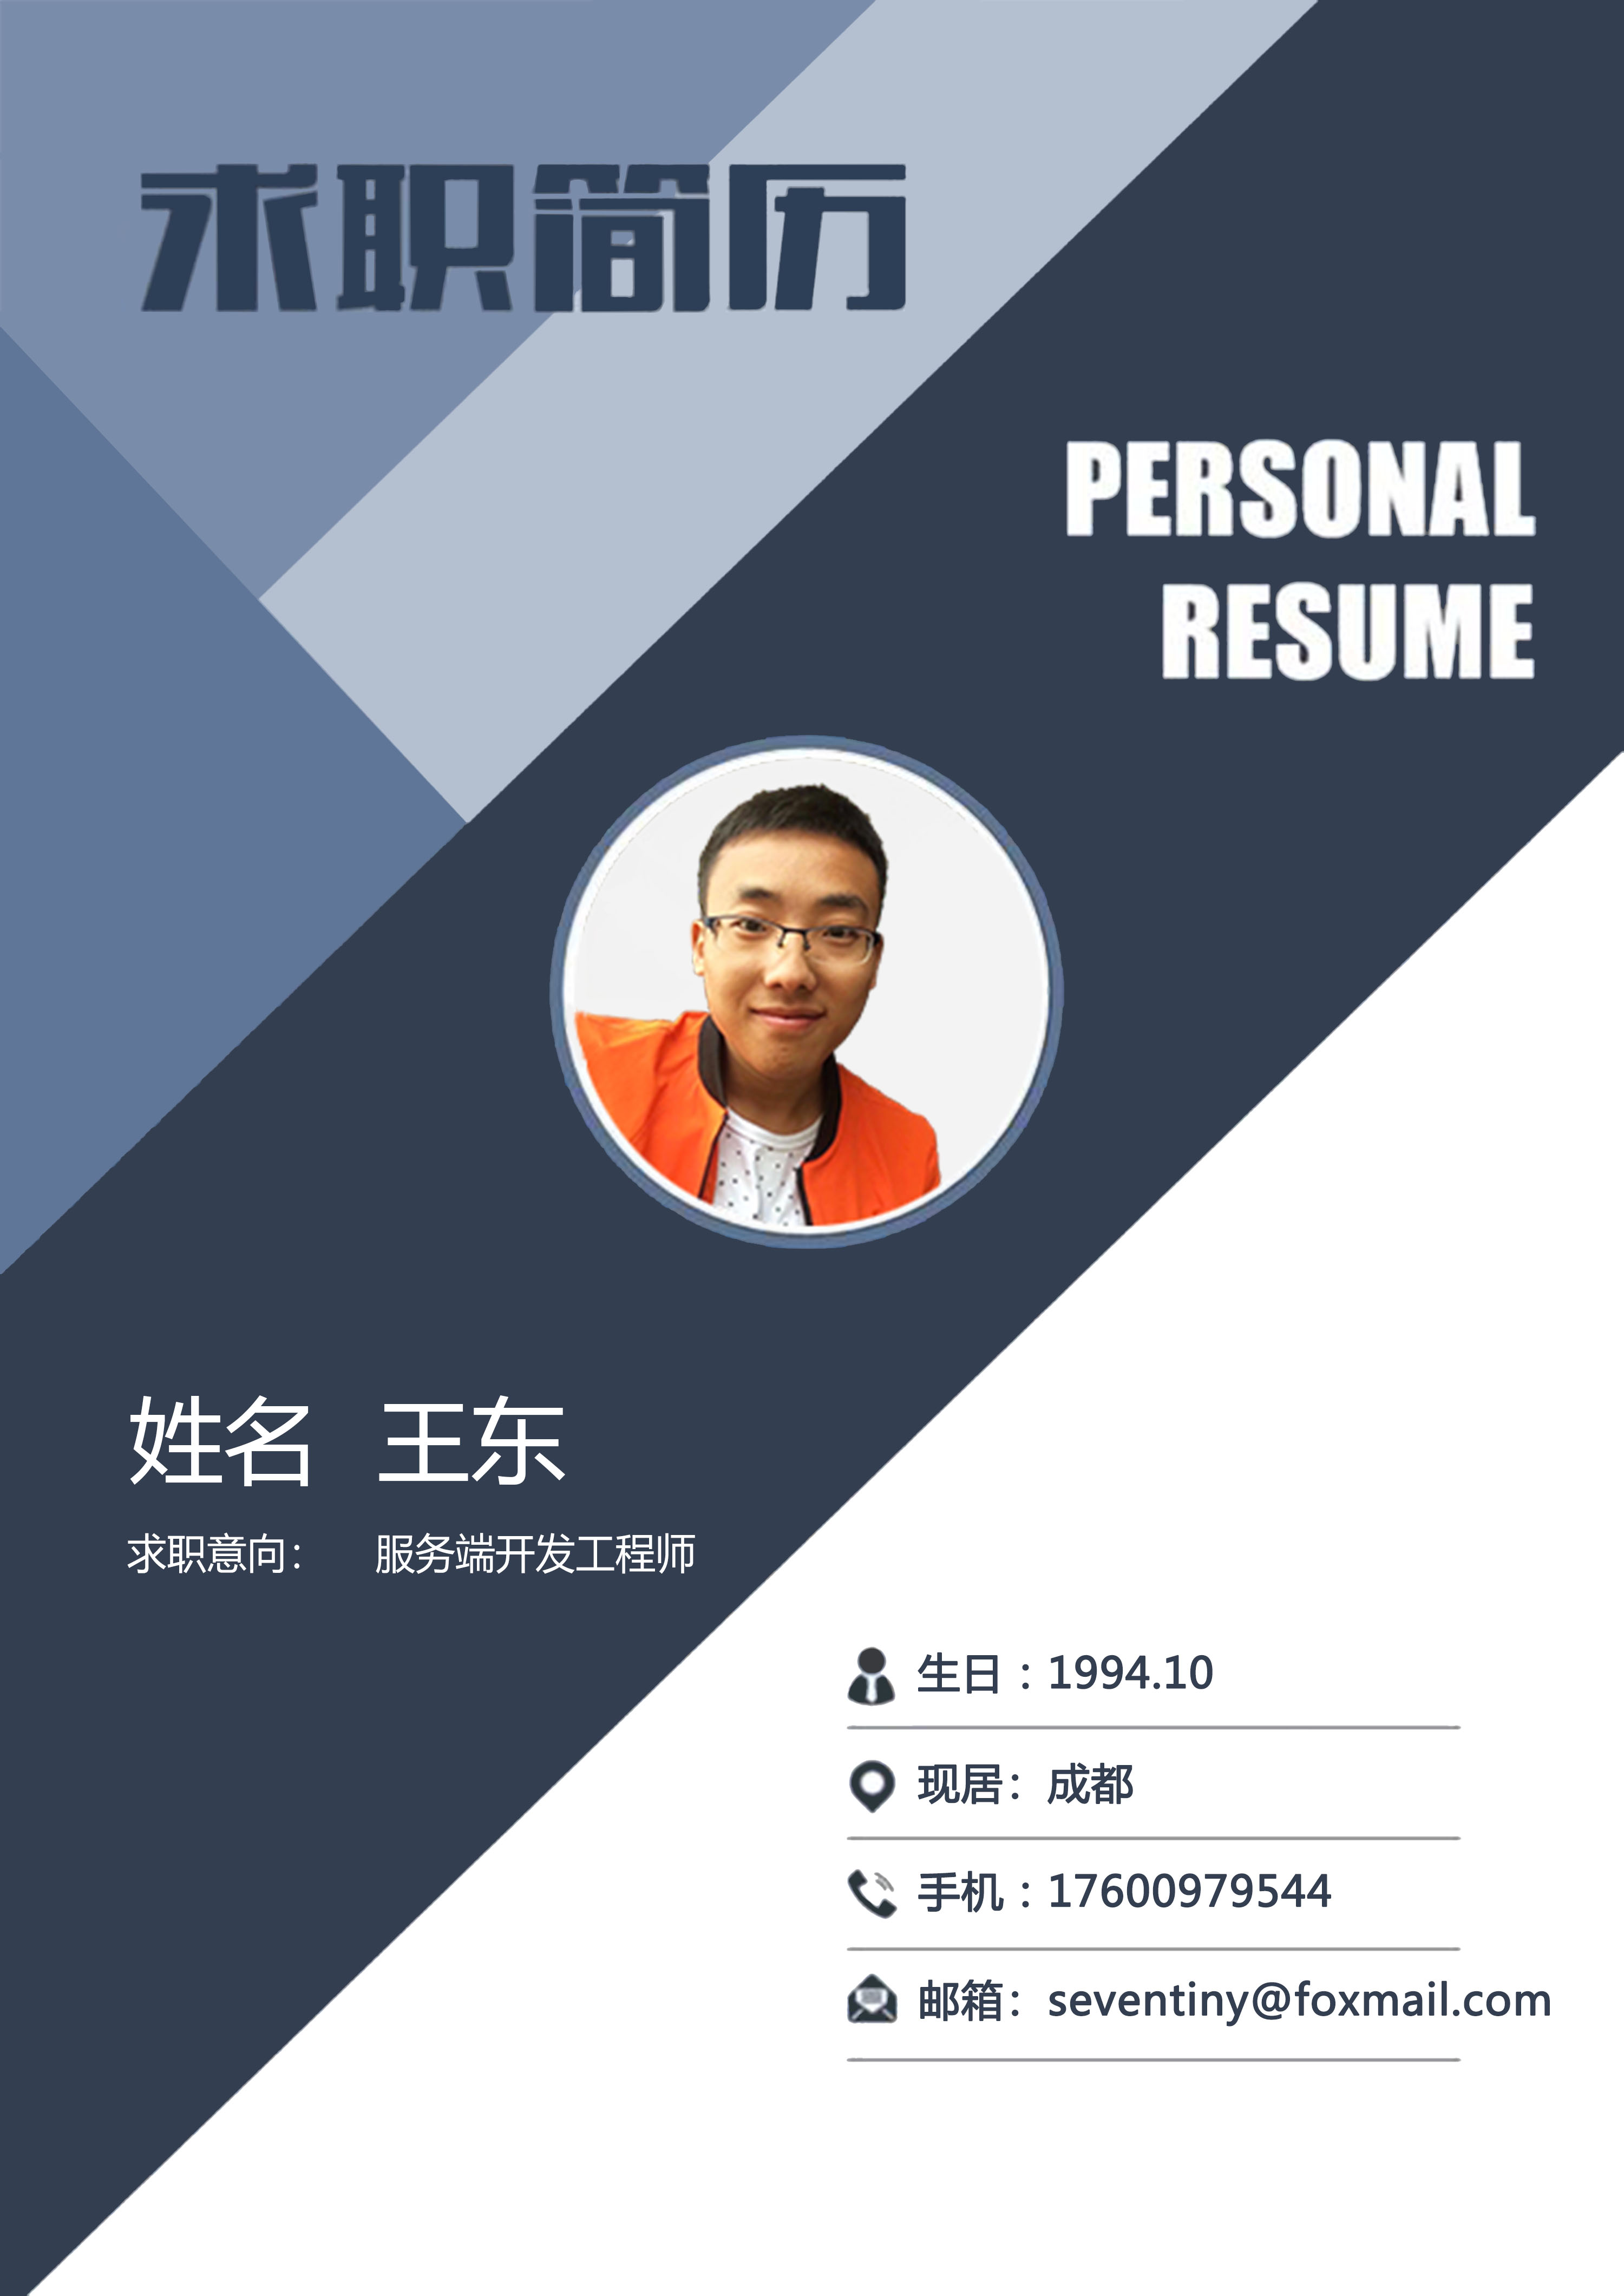 求职简历
PERSONAL
RESUME
姓名 王东
求职意向： 服务端开发工程师
生日：1994.10
现居：成都
手机：17600979544
邮箱：seventiny@foxmail.com